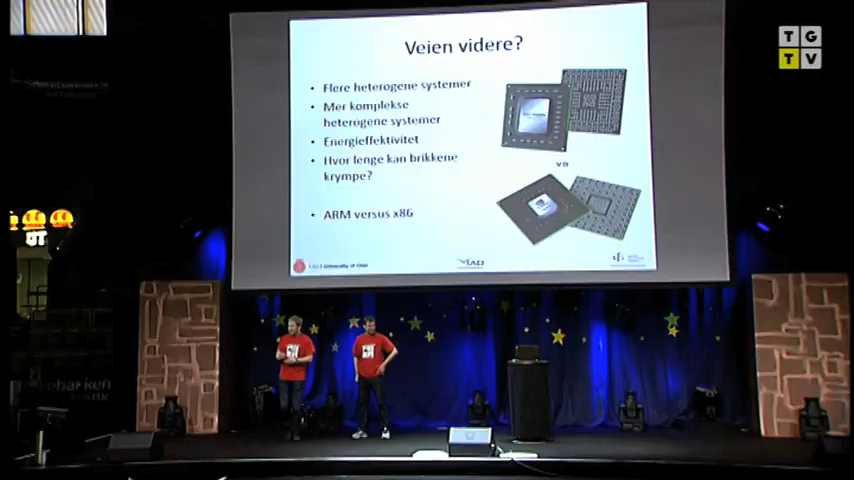 TG
TV
Veien videre?
• Flere heterogene systemer
• Mer komplekse
heterogene systemer
• Energieffektivitet
• Hvor lenge kan brikkene
krympe?
vs
• ARM versus x86